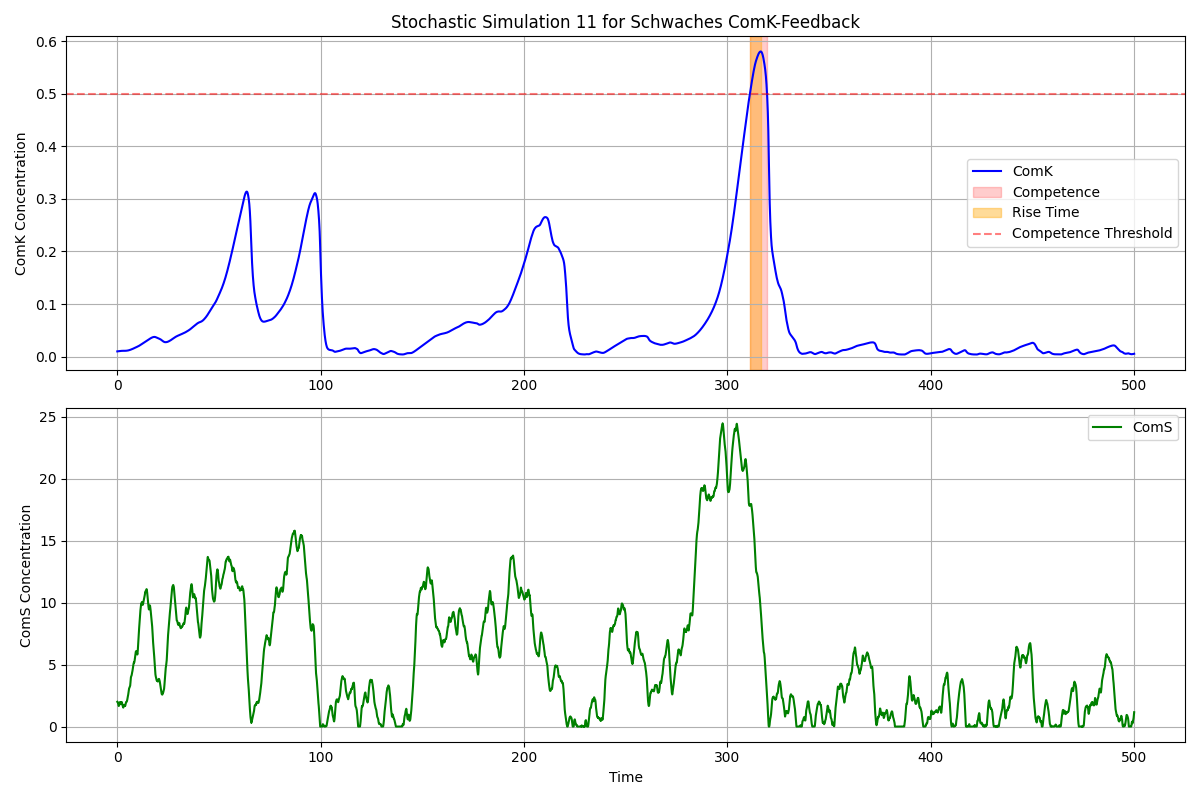 Stochastic Simulation 11 for Schwaches ComK-Feedback
0.6
0.5
0.4
0.3
0.2
0.1
0.0
ComK Concentration
ComK
Competence
Rise Time
Competence Threshold
0 100 200 300 400 500
25
20
15
10
5
0
ComS Concentration
ComS
0 100 200 300 400 500
Time